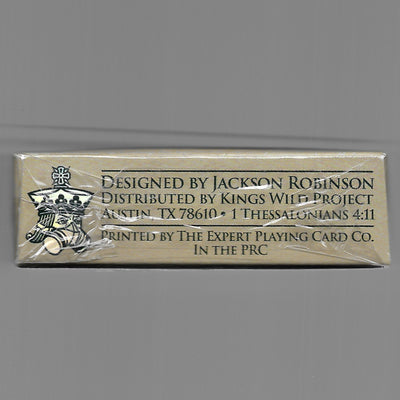 DESIGNED BY JACKSON ROBINSON
DISTRIBUTED BY KINGS WILD PROJECT
AUSTIN, TX 78610 • 1 THESSALONIANS 4:11
PRINTED BY THE EXPERT PLAYING CARD CO.
IN THE PRC